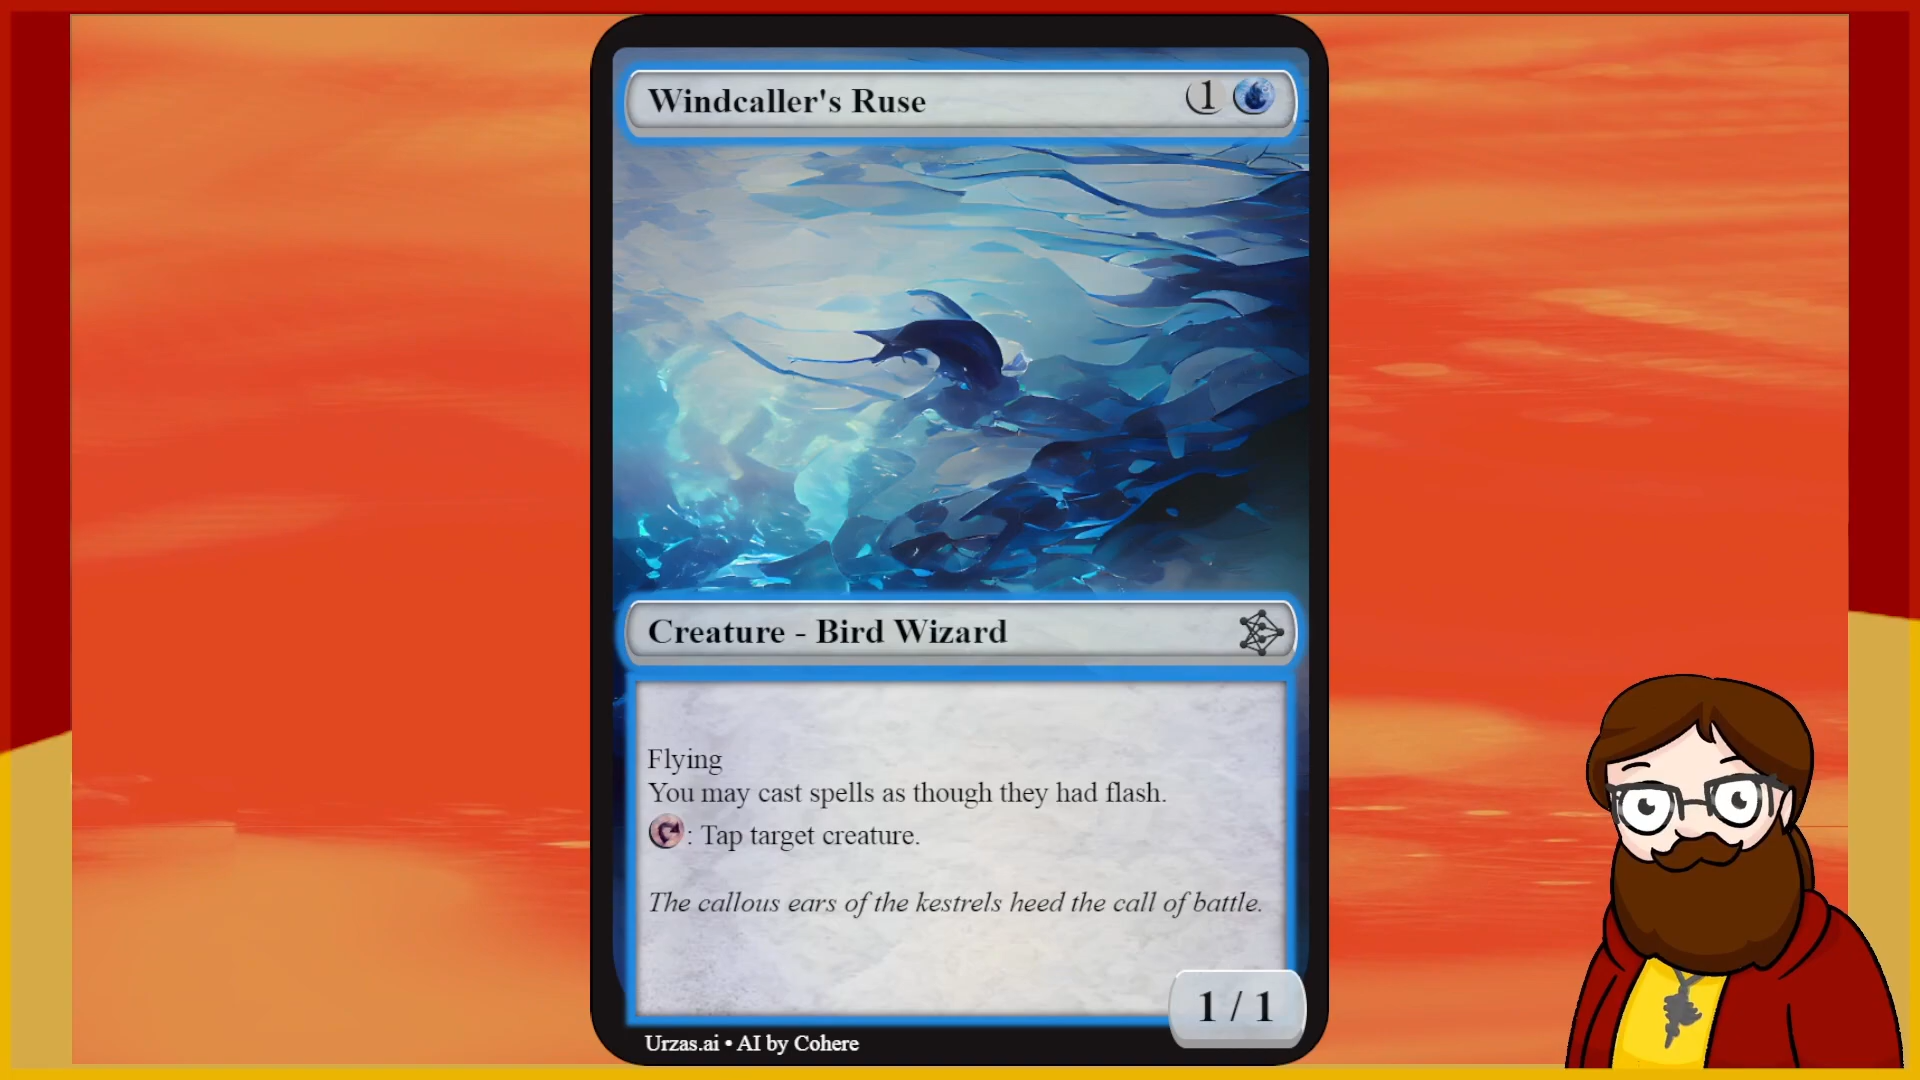 Windcaller's Ruse 1
Creature - Bird Wizard
Flying
You may cast spells as though they had flash.
: Tap target creature.
The callous ears of the kestrels heed the call of battle.
1 / 1
Urzas.ai • AI by Cohere